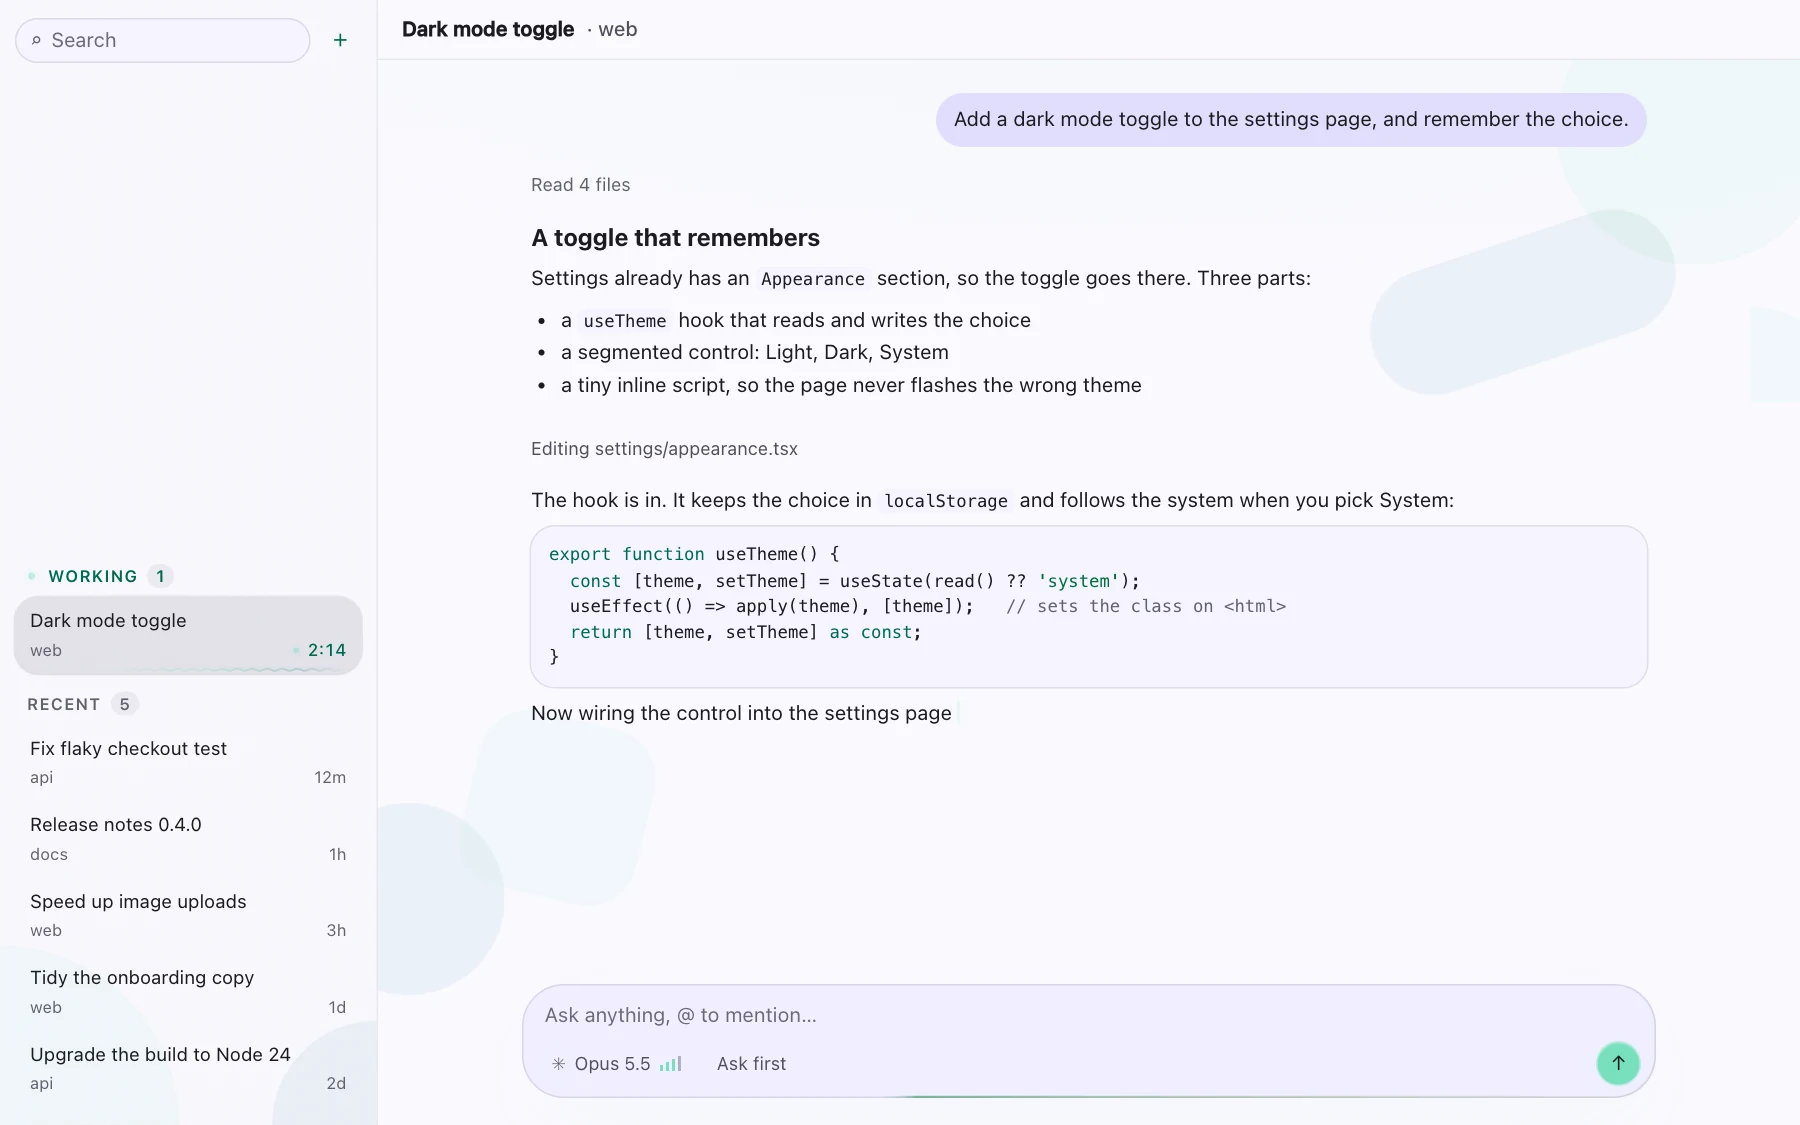 Search
+
WORKING 1
Dark mode toggle
web 2:14
RECENT 5
Fix flaky checkout test
api 12m
Release notes 0.4.0
docs 1h
Speed up image uploads
web 3h
Tidy the onboarding copy
web 1d
Upgrade the build to Node 24
api 2d
Dark mode toggle · web
Add a dark mode toggle to the settings page, and remember the choice.
Read 4 files
A toggle that remembers
Settings already has an Appearance section, so the toggle goes there. Three parts:
• a useTheme hook that reads and writes the choice
• a segmented control: Light, Dark, System
• a tiny inline script, so the page never flashes the wrong theme
Editing settings/appearance.tsx
The hook is in. It keeps the choice in localStorage and follows the system when you pick System:
export function useTheme() {
  const [theme, setTheme] = useState(read() ?? 'system');
  useEffect(() => apply(theme), [theme]);   // sets the class on <html>
  return [theme, setTheme] as const;
}
Now wiring the control into the settings page
Ask anything, @ to mention...
Opus 5.5 Ask first